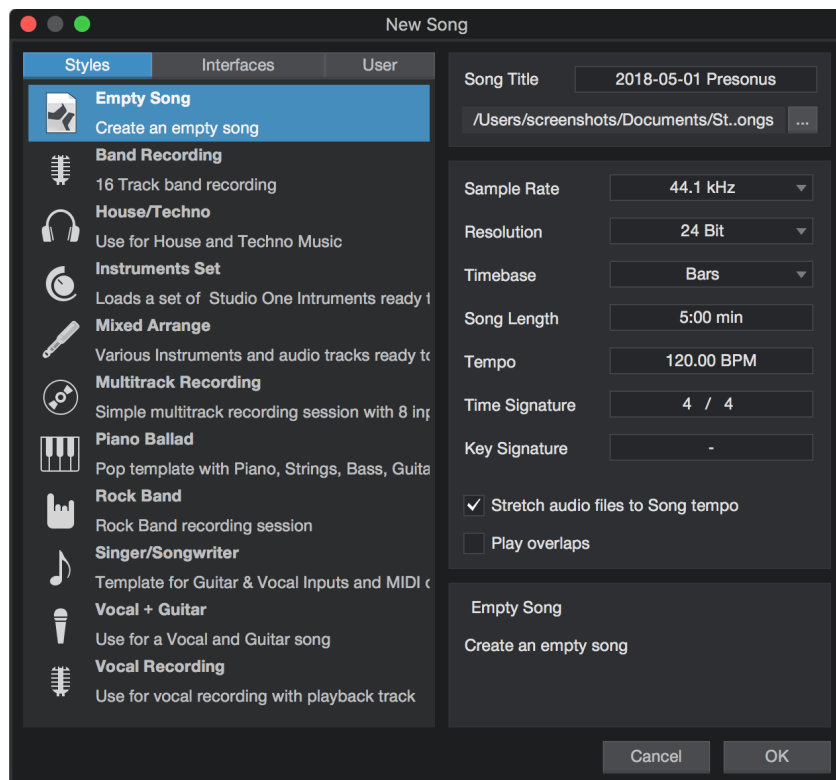 New Song
Styles Interfaces User
Empty Song
Create an empty song
Band Recording
16 Track band recording
House/Techno
Use for House and Techno Music
Instruments Set
Loads a set of Studio One Intruments ready t
Mixed Arrange
Various Instruments and audio tracks ready to
Multitrack Recording
Simple multitrack recording session with 8 inp
Piano Ballad
Pop template with Piano, Strings, Bass, Guita
Rock Band
Rock Band recording session
Singer/Songwriter
Template for Guitar & Vocal Inputs and MIDI c
Vocal + Guitar
Use for a Vocal and Guitar song
Vocal Recording
Use for vocal recording with playback track
Song Title 2018-05-01 Presonus
/Users/screenshots/Documents/St..ongs ...
Sample Rate 44.1 kHz
Resolution 24 Bit
Timebase Bars
Song Length 5:00 min
Tempo 120.00 BPM
Time Signature 4 / 4
Key Signature -
Stretch audio files to Song tempo
Play overlaps
Empty Song
Create an empty song
Cancel OK